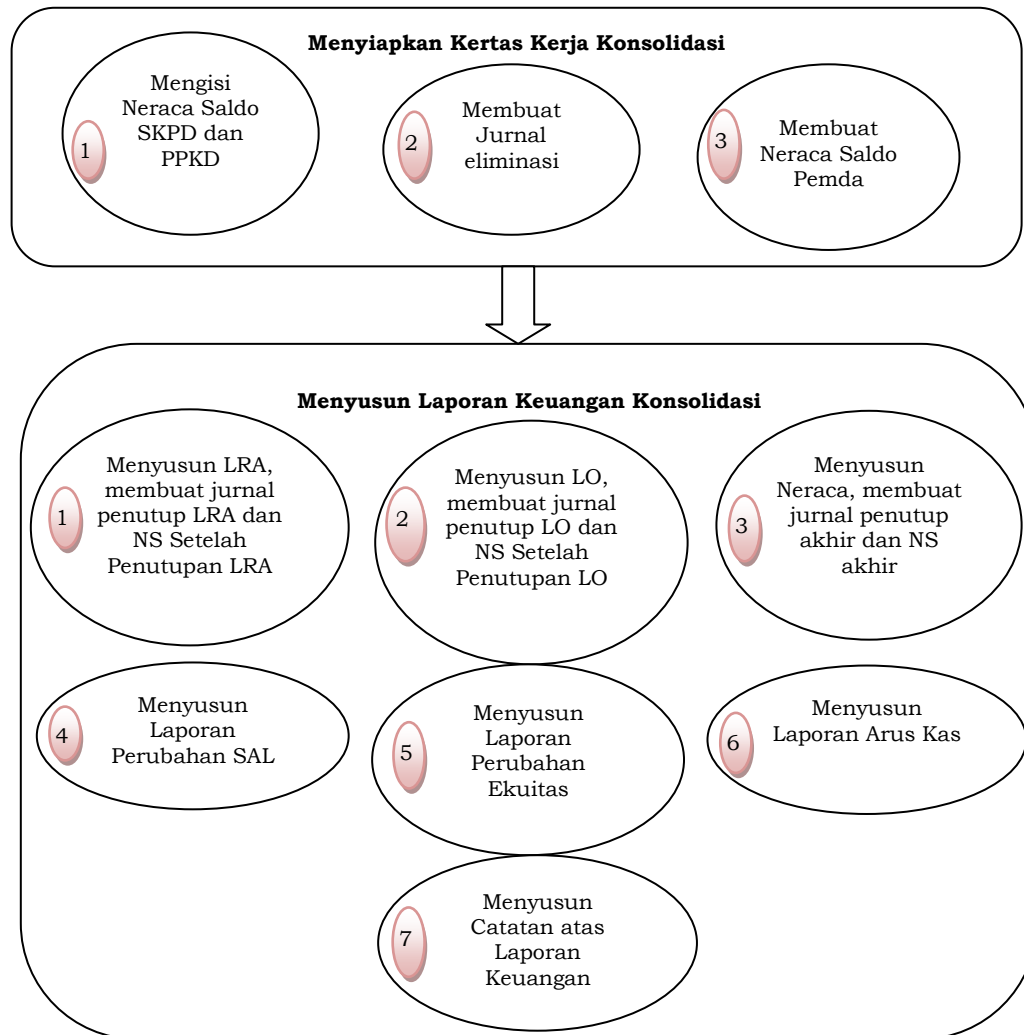 Menyiapkan Kertas Kerja Konsolidasi
1
Mengisi
Neraca Saldo
SKPD dan
PPKD
2
Membuat
Jurnal
eliminasi
3
Membuat
Neraca Saldo
Pemda
Menyusun Laporan Keuangan Konsolidasi
1
Menyusun LRA,
membuat jurnal
penutup LRA dan
NS Setelah
Penutupan LRA
2
Menyusun LO,
membuat jurnal
penutup LO dan
NS Setelah
Penutupan LO
3
Menyusun
Neraca, membuat
jurnal penutup
akhir dan NS
akhir
4
Menyusun
Laporan
Perubahan SAL
5
Menyusun
Laporan
Perubahan
Ekuitas
6
Menyusun
Laporan Arus Kas
7
Menyusun
Catatan atas
Laporan
Keuangan